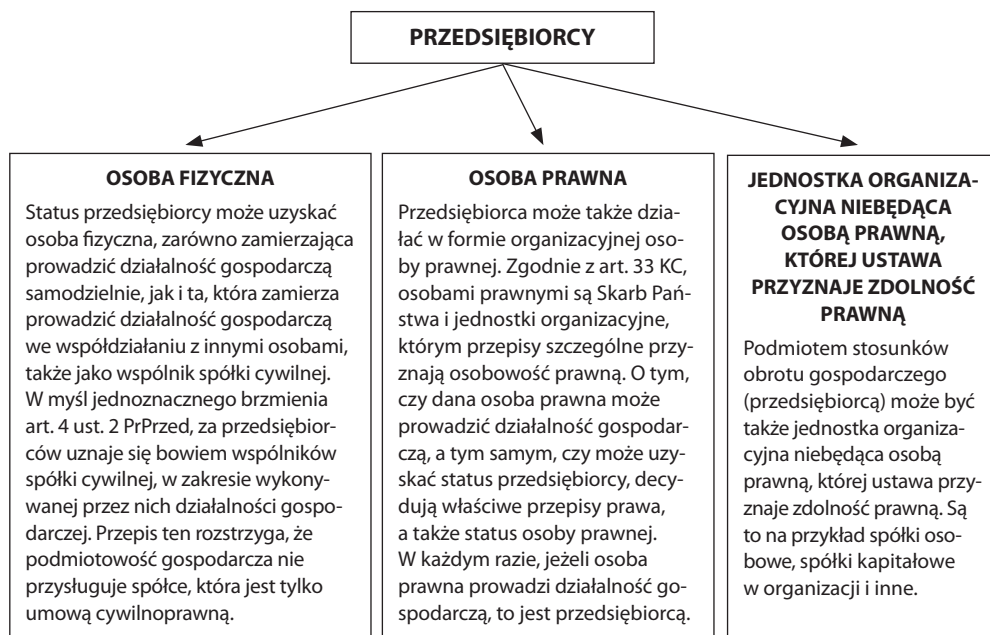 PRZEDSIĘBIORCY
OSOBA FIZYCZNA
Status przedsiębiorcy może uzyskać
osoba fizyczna, zarówno zamierzająca
prowadzić działalność gospodarczą
samodzielnie, jak i ta, która zamierza
prowadzić działalność gospodarczą
we współdziałaniu z innymi osobami,
także jako wspólnik spółki cywilnej.
W myśl jednoznacznego brzmienia
art. 4 ust. 2 PrPrzed, za przedsiębior-
ców uznaje się bowiem wspólników
spółki cywilnej, w zakresie wykony-
wanej przez nich działalności gospo-
darczej. Przepis ten rozstrzyga, że
podmiotowość gospodarcza nie
przysługuje spółce, która jest tylko
umową cywilnoprawną.
OSOBA PRAWNA
Przedsiębiorca może także dzia-
łać w formie organizacyjnej oso-
by prawnej. Zgodnie z art. 33 KC,
osobami prawnymi są Skarb Pań-
stwa i jednostki organizacyjne,
którym przepisy szczególne przy-
znają osobowość prawną. O tym,
czy dana osoba prawna może
prowadzić działalność gospodar-
czą, a tym samym, czy może uzy-
skać status przedsiębiorcy, decy-
dują właściwe przepisy prawa,
a także status osoby prawnej.
W każdym razie, jeżeli osoba
prawna prowadzi działalność go-
spodarczą, to jest przedsiębiorcą.
JEDNOSTKA ORGANIZA-
CYJNA NIEBĘDĄCA
OSOBĄ PRAWNĄ,
KTÓREJ USTAWA
PRZYZNAJE ZDOLNOŚĆ
PRAWNĄ
Podmiotem stosunków
obrotu gospodarczego
(przedsiębiorcą) może być
także jednostka organiza-
cyjna niebędąca osobą
prawną, której ustawa przy-
znaje zdolność prawną. Są
to na przykład spółki oso-
bowe, spółki kapitałowe
w organizacji i inne.